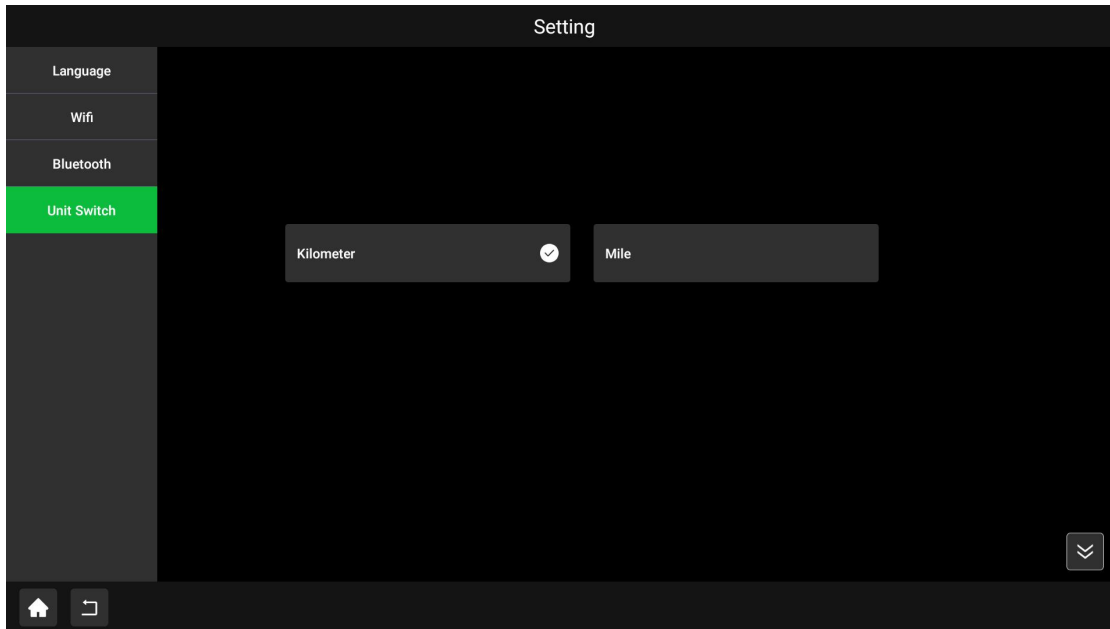 Setting
Language
Wifi
Bluetooth
Unit Switch
Kilometer
Mile